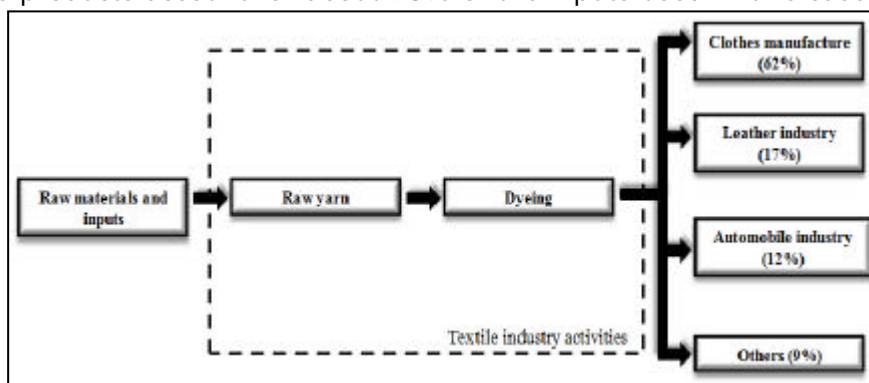 Clothes manufacture
(62%)
Leather industry
(17%)
Raw materials and
inputs
Raw yarn
Dyeing
Automobile industry
(12%)
Textile industry activities
Others (9%)